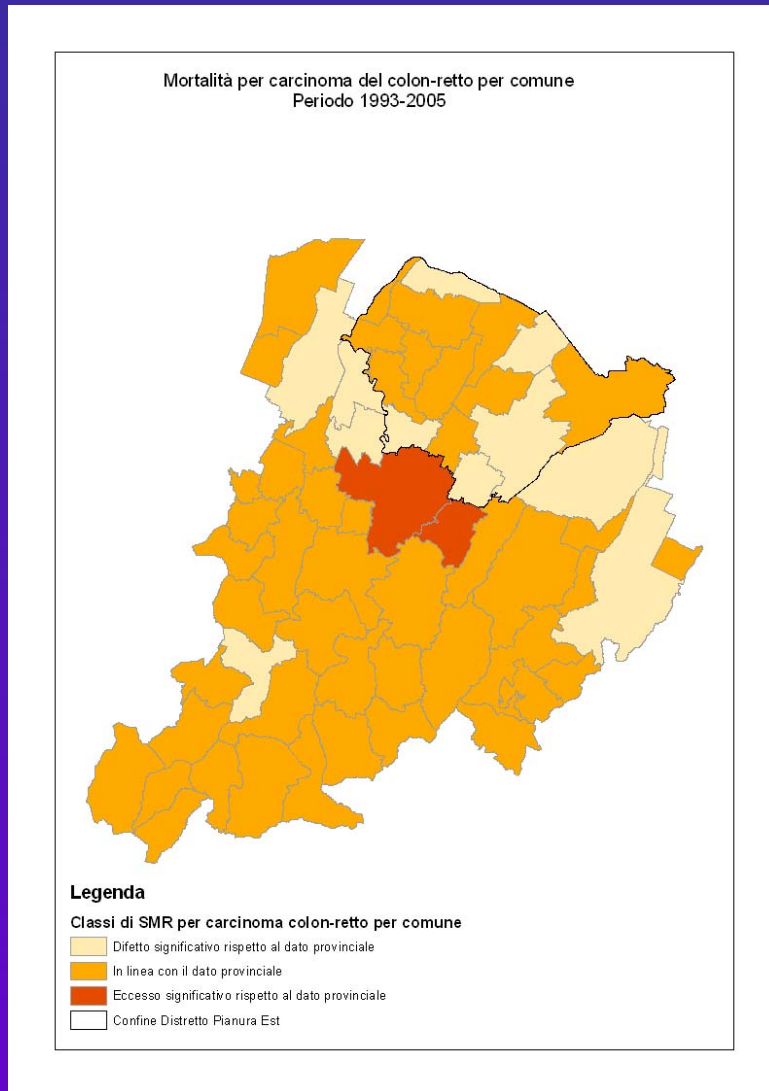 Mortalità per carcinoma del colon-retto per comune
Periodo 1993-2005
Legenda
Classi di SMR per carcinoma colon-retto per comune
Difetto significativo rispetto al dato provinciale
In linea con il dato provinciale
Eccesso significativo rispetto al dato provinciale
Confine Distretto Pianura Est